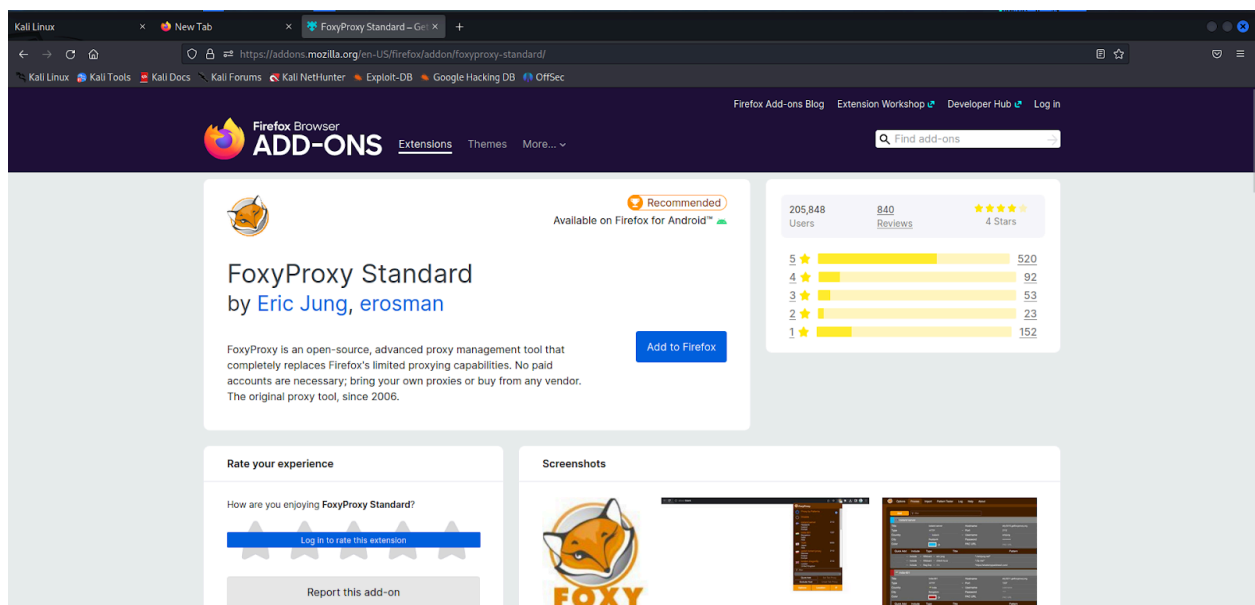 Kali Linux
New Tab
FoxyProxy Standard – Get
https://addons.mozilla.org/en-US/firefox/addon/foxyproxy-standard/
Kali Linux Kali Tools Kali Docs Kali Forums Kali NetHunter Exploit-DB Google Hacking DB OffSec
Firefox Add-ons Blog Extension Workshop Developer Hub Log in
Firefox Browser
ADD-ONS Extensions Themes More...
Find add-ons
Recommended
Available on Firefox for Android™
FoxyProxy Standard
by Eric Jung, erosman
FoxyProxy is an open-source, advanced proxy management tool that
completely replaces Firefox's limited proxying capabilities. No paid
accounts are necessary; bring your own proxies or buy from any vendor.
The original proxy tool, since 2006.
Add to Firefox
205,848 840
Users Reviews 4 Stars
5 520
4 92
3 53
2 23
1 152
Rate your experience
How are you enjoying FoxyProxy Standard?
Log in to rate this extension
Report this add-on
Screenshots
FOXY